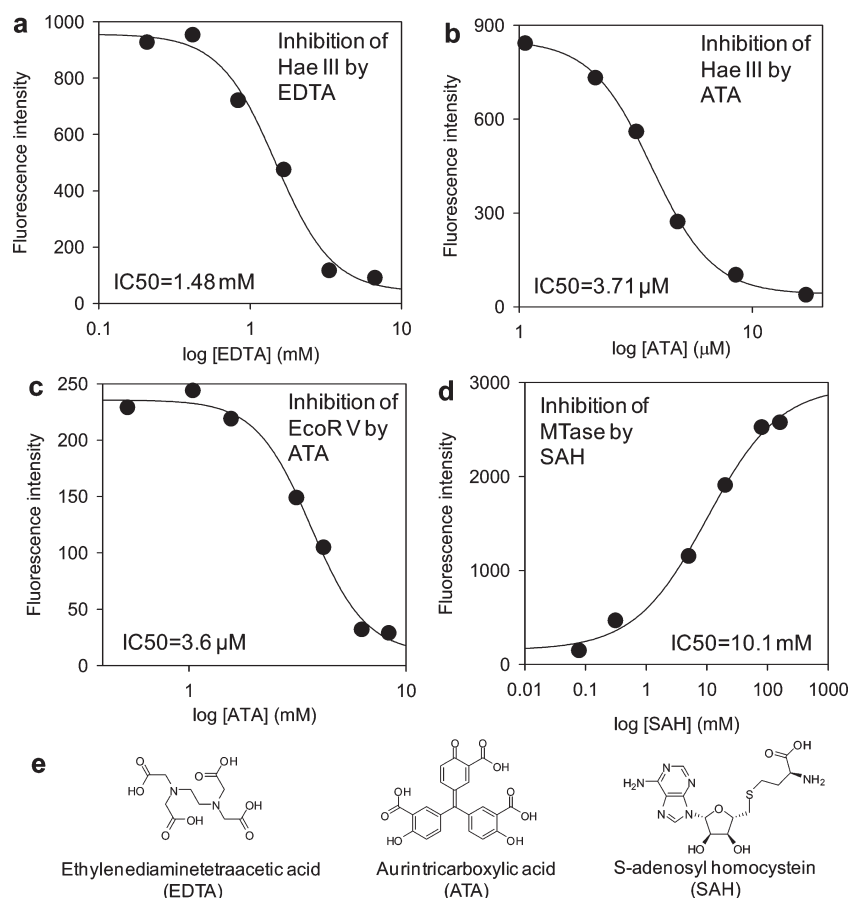 a
Inhibition of
Hae III by
EDTA
Fluorescence intensity
1000
800
600
400
200
0
IC50=1.48 mM
0.1
1
10
log [EDTA] (mM)
b
Inhibition of
Hae III by
ATA
Fluorescence intensity
900
600
300
0
IC50=3.71 µM
1
10
log [ATA] (µM)
c
Inhibition of
EcoR V by
ATA
Fluorescence intensity
250
200
150
100
50
0
IC50=3.6 µM
1
10
log [ATA] (mM)
d
Inhibition of
MTase by
SAH
Fluorescence intensity
3000
2000
1000
0
IC50=10.1 mM
0.01
0.1
1
10
100
1000
log [SAH] (mM)
e
O
OH
O
HO
N
N
O
OH
O
OH
Ethylenediaminetetraacetic acid
(EDTA)
O
O
OH
O
HO
O
OH
HO
OH
Aurintricarboxylic acid
(ATA)
O
OH
NH₂
S
H₂N
N
N
N
N
O
HO
OH
S-adenosyl homocystein
(SAH)